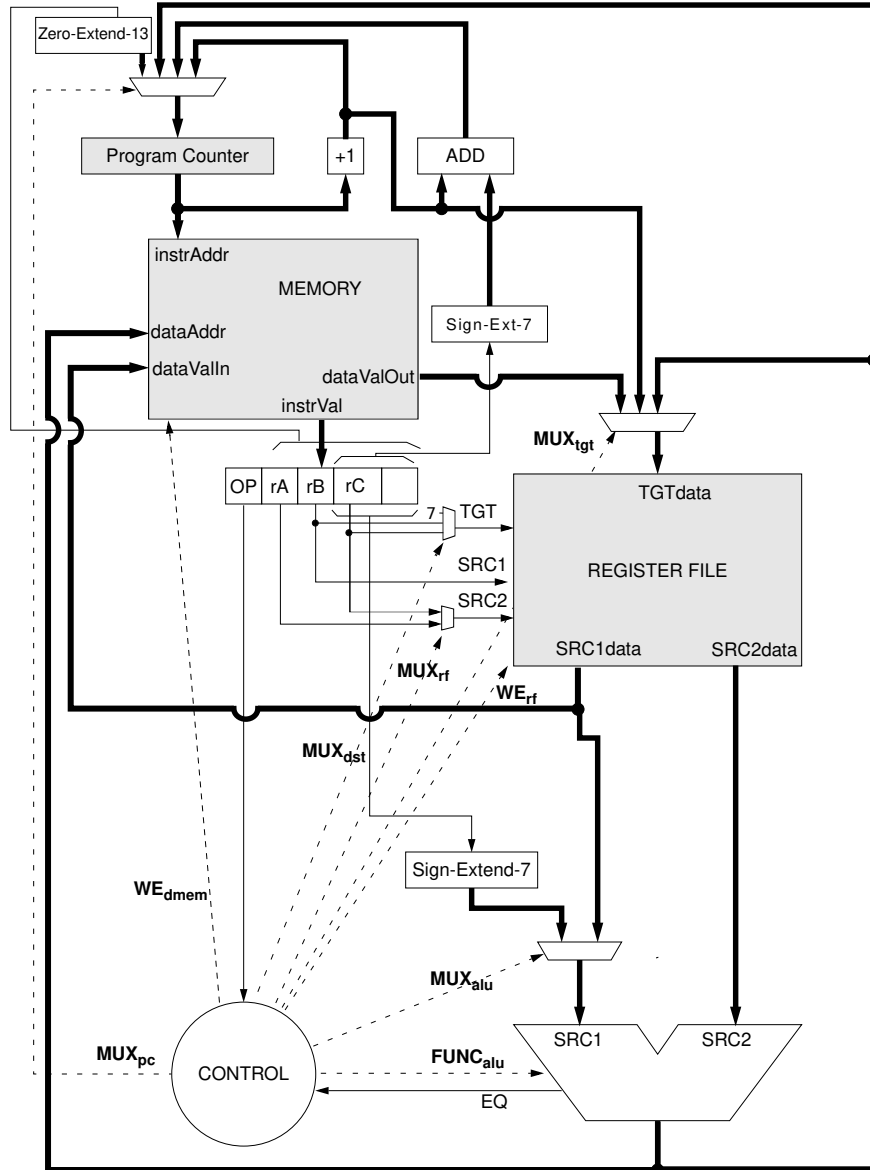 Zero-Extend-13
Program Counter
+1
ADD
instrAddr
MEMORY
dataAddr
Sign-Ext-7
dataValIn
dataValOut
instrVal
MUXtgt
OP rA rB rC
TGTdata
7 TGT
SRC1
REGISTER FILE
SRC2
SRC1data
SRC2data
MUXrf
WErf
MUXdst
Sign-Extend-7
WEdmem
MUXalu
SRC1
SRC2
MUXpc
CONTROL
FUNCalu
EQ